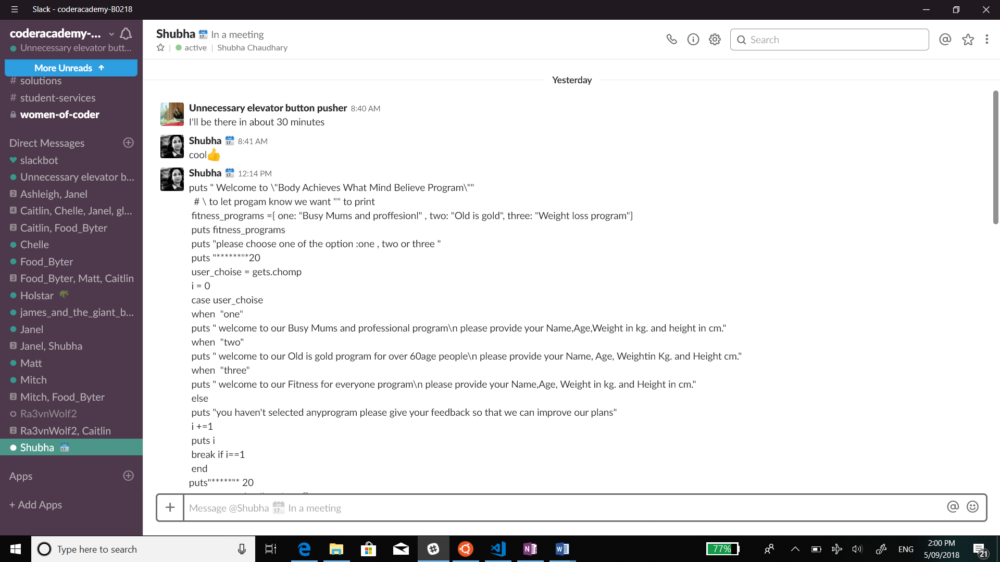 Slack - coderacademy-B0218
coderacademy-...
Unnecessary elevator butt...
More Unreads
# solutions
# student-services
women-of-coder
Direct Messages
slackbot
Unnecessary elevator b...
2 Ashleigh, Janel
4 Caitlin, Chelle, Janel, gl...
2 Caitlin, Food_Byter
Chelle
Food_Byter
3 Food_Byter, Matt, Caitlin
Holstar
james_and_the_giant_b...
Janel
2 Janel, Shubha
Matt
Mitch
2 Mitch, Food_Byter
Ra3vnWolf2
2 Ra3vnWolf2, Caitlin
Shubha
Apps
+ Add Apps
Shubha In a meeting
active | Shubha Chaudhary
Search
Yesterday
Unnecessary elevator button pusher 8:40 AM
I'll be there in about 30 minutes
Shubha 8:41 AM
cool
Shubha 12:14 PM
puts " Welcome to \"Body Achieves What Mind Believe Program\""
# \ to let progam know we want "" to print
fitness_programs ={ one: "Busy Mums and proffesionl" , two: "Old is gold", three: "Weight loss program"}
puts fitness_programs
puts "please choose one of the option :one , two or three "
puts "******"*20
user_choise = gets.chomp
i = 0
case user_choise
when  "one"
puts " welcome to our Busy Mums and professional program\n please provide your Name,Age,Weight in kg. and height in cm."
when  "two"
puts " welcome to our Old is gold program for over 60age people\n please provide your Name, Age, Weightin Kg. and Height cm."
when  "three"
puts " welcome to our Fitness for everyone program\n please provide your Name,Age, Weight in kg. and Height in cm."
else
puts "you haven't selected anyprogram please give your feedback so that we can improve our plans"
i +=1
puts i
break if i==1
end
puts"*****"* 20
Message @Shubha In a meeting
Type here to search
77%
ENG
2:00 PM
5/09/2018
21